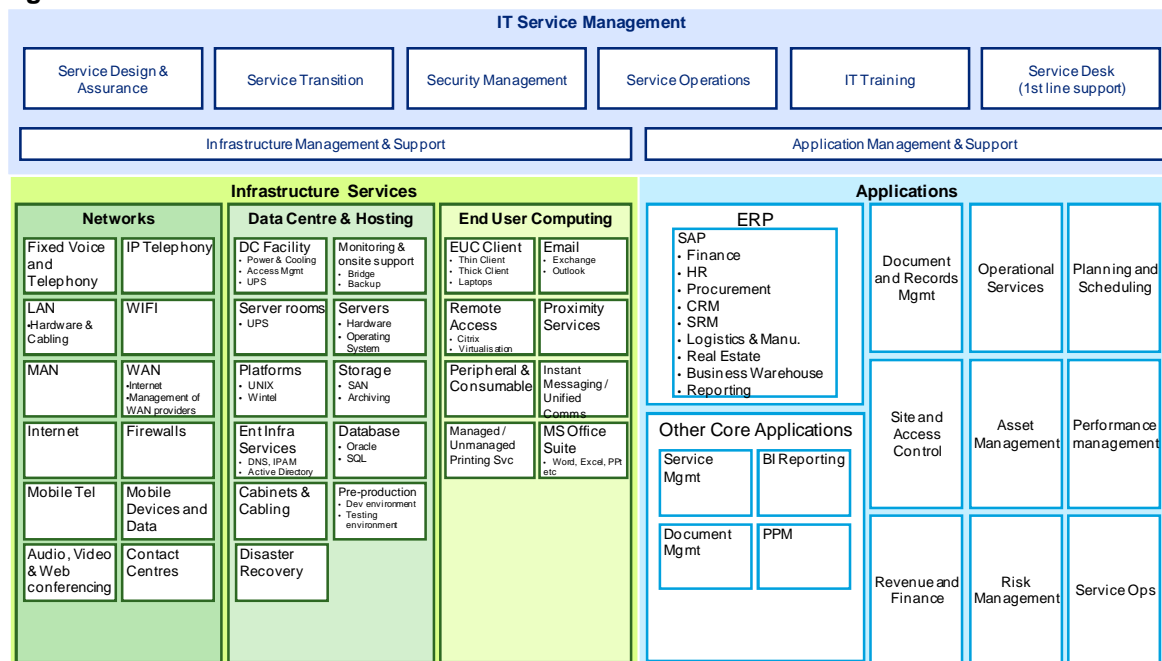 IT Service Management
Service Design &
Assurance
Service Transition
Security Management
Service Operations
IT Training
Service Desk
(1st line support)
Infrastructure Management & Support
Application Management & Support
Infrastructure Services
Networks
Fixed Voice
and
Telephony
IP Telephony
LAN
•Hardware &
Cabling
WIFI
MAN
WAN
•Internet
•Management of
WAN providers
Internet
Firewalls
Mobile Tel
Mobile
Devices and
Data
Audio, Video
& Web
conferencing
Contact
Centres
Data Centre & Hosting
DC Facility
• Power & Cooling
• Access Mgmt
• UPS
Monitoring &
onsite support
• Bridge
• Backup
Server rooms
• UPS
Servers
• Hardware
• Operating
System
Platforms
• UNIX
• Wintel
Storage
• SAN
• Archiving
Ent Infra
Services
• DNS, IPAM
• Active Directory
Database
• Oracle
• SQL
Cabinets &
Cabling
Pre-production
• Dev environment
• Testing
environment
Disaster
Recovery
End User Computing
EUC Client
• Thin Client
• Thick Client
• Laptops
Email
• Exchange
• Outlook
Remote
Access
• Citrix
• Virtualisation
Proximity
Services
Peripheral &
Consumable
Instant
Messaging /
Unified
Comms
Managed /
Unmanaged
Printing Svc
MS Office
Suite
• Word, Excel, PPt
etc
Applications
ERP
SAP
• Finance
• HR
• Procurement
• CRM
• SRM
• Logistics & Manu.
• Real Estate
• Business Warehouse
• Reporting
Other Core Applications
Service
Mgmt
BI Reporting
Document
Mgmt
PPM
Document
and Records
Mgmt
Operational
Services
Planning and
Scheduling
Site and
Access
Control
Asset
Management
Performance
management
Revenue and
Finance
Risk
Management
Service Ops